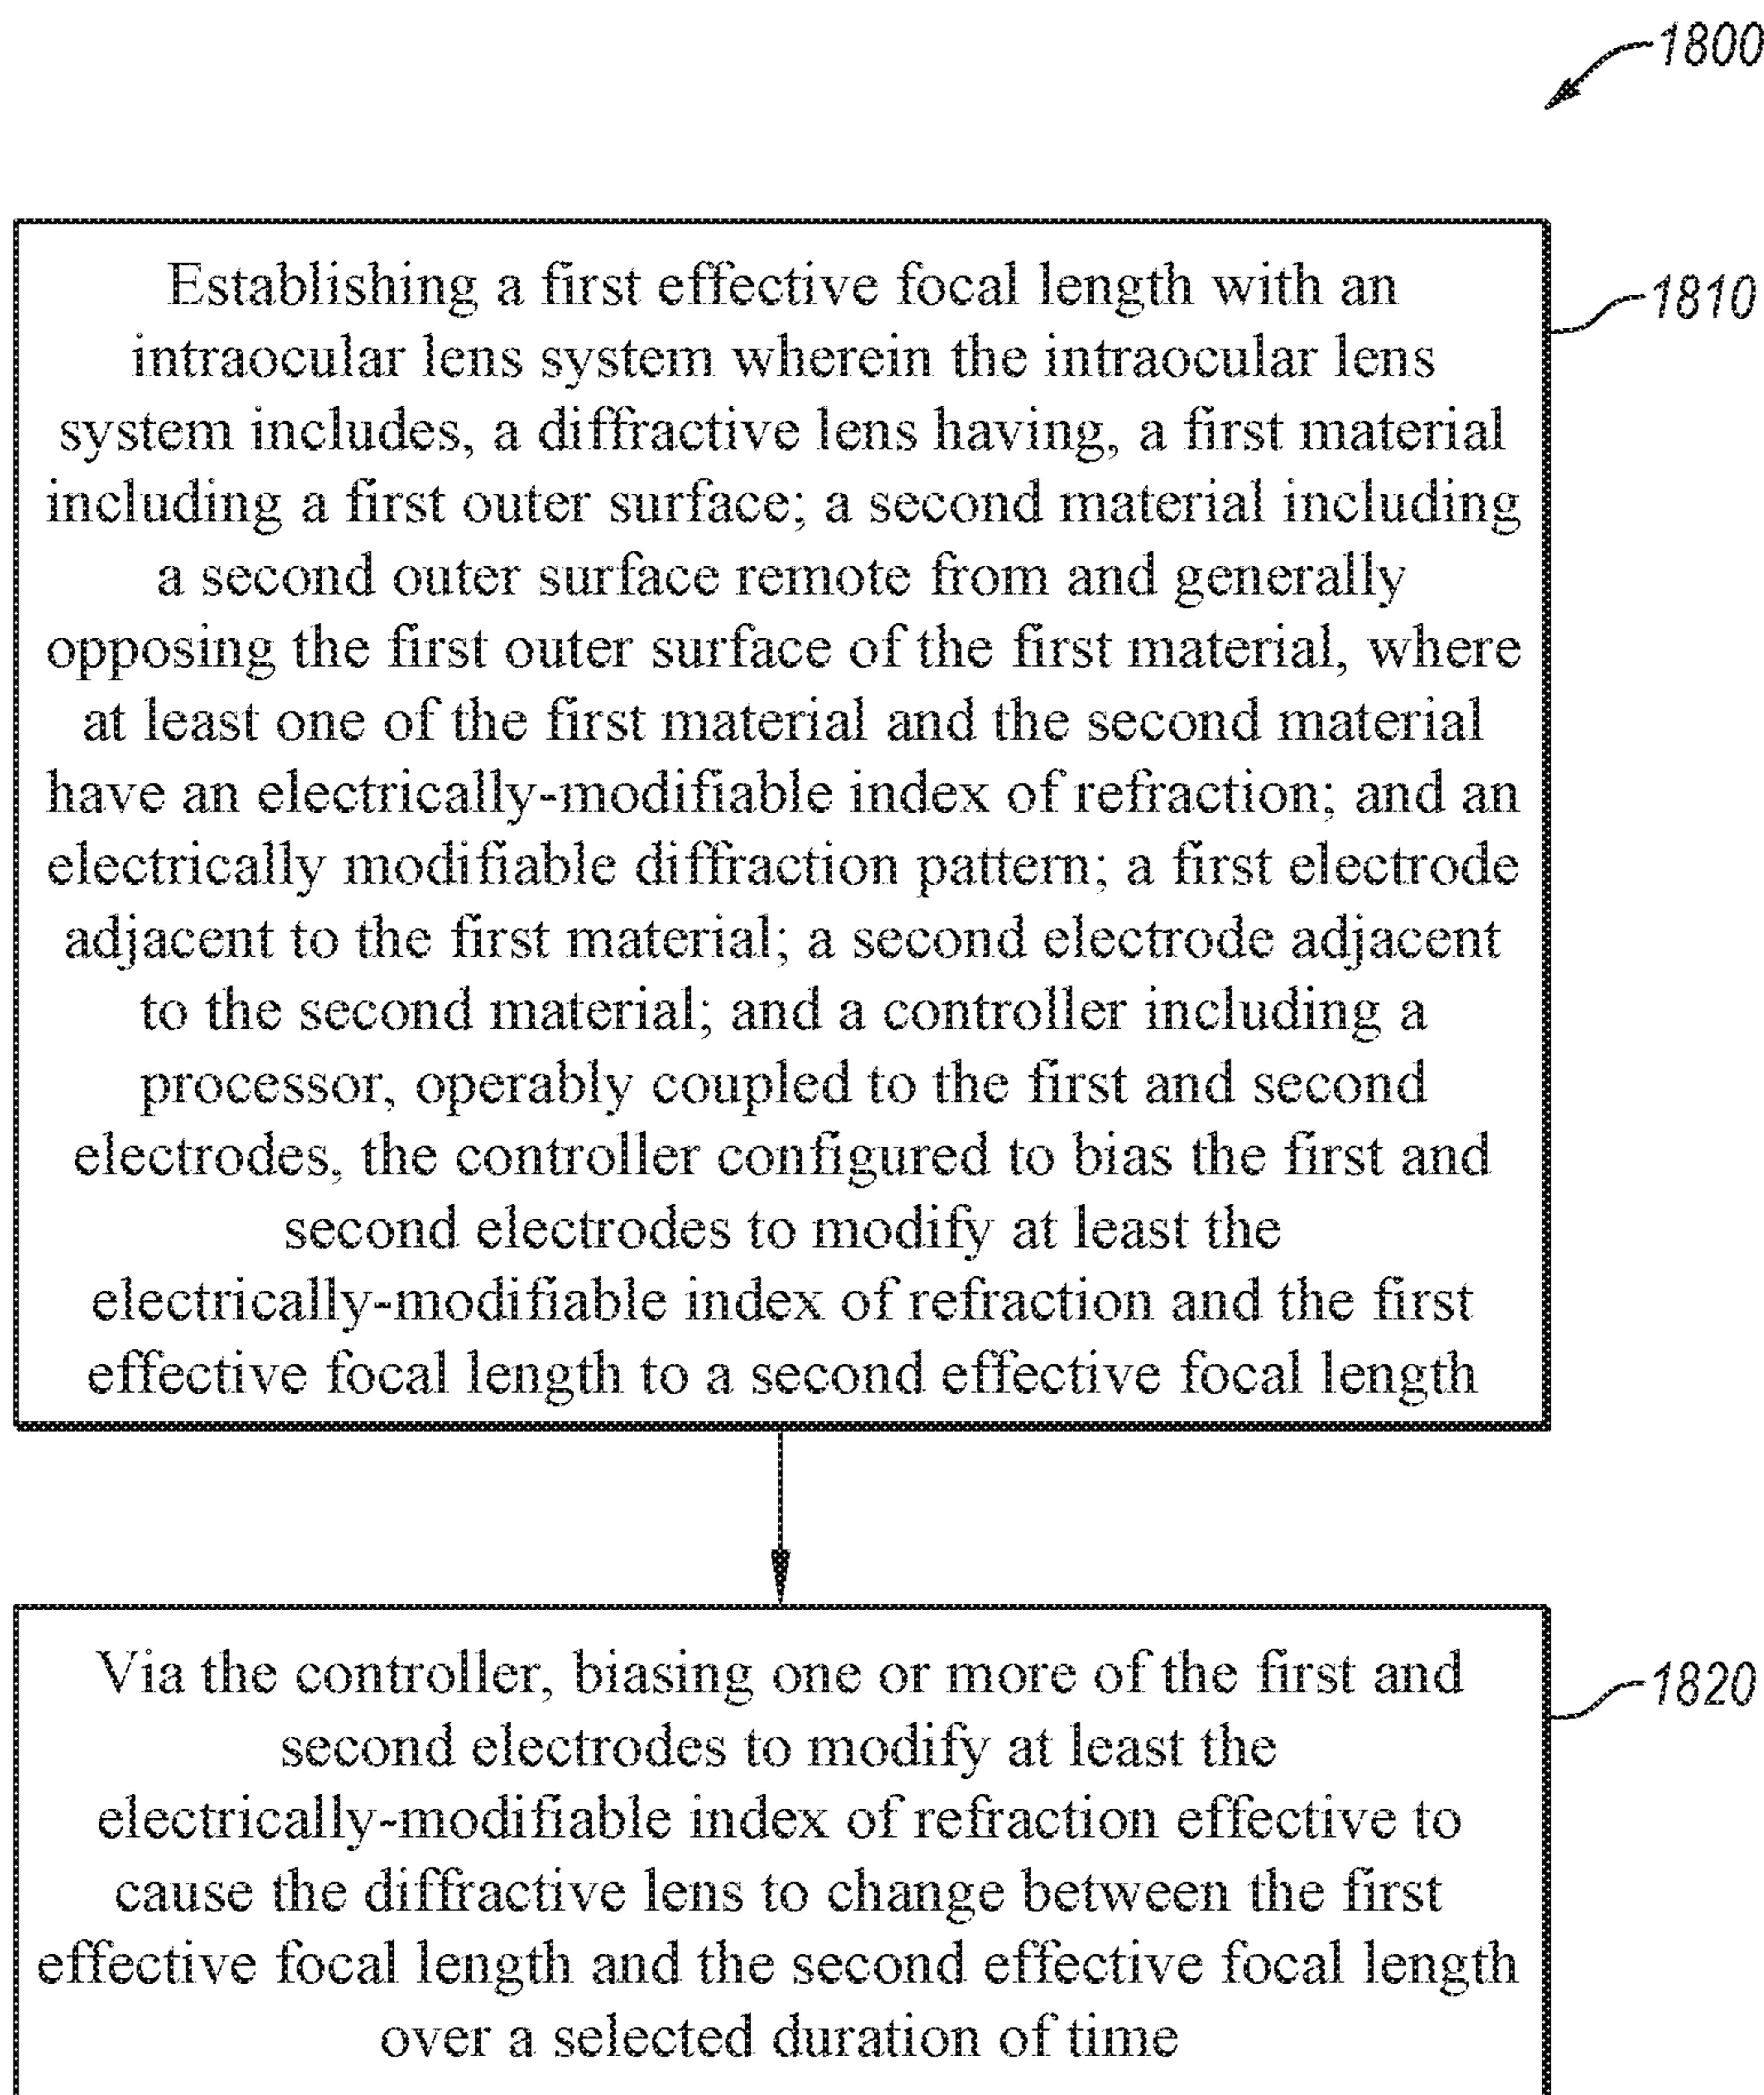 1800
Establishing a first effective focal length with an
1810
intraocular lens system wherein the intraocular lens
system includes, a diffractive lens having, a first material
including a first outer surface; a second material including
a second outer surface remote from and generally
opposing the first outer surface of the first material, where
at least one of the first material and the second material
have an electrically-modifiable index of refraction; and an
electrically modifiable diffraction pattern; a first electrode
adjacent to the first material; a second electrode adjacent
to the second material; and a controller including a
processor, operably coupled to the first and second
electrodes, the controller configured to bias the first and
second electrodes to modify at least the
electrically-modifiable index of refraction and the first
effective focal length to a second effective focal length
Via the controller, biasing one or more of the first and
1820
second electrodes to modify at least the
electrically-modifiable index of refraction effective to
cause the diffractive lens to change between the first
effective focal length and the second effective focal length
over a selected duration of time